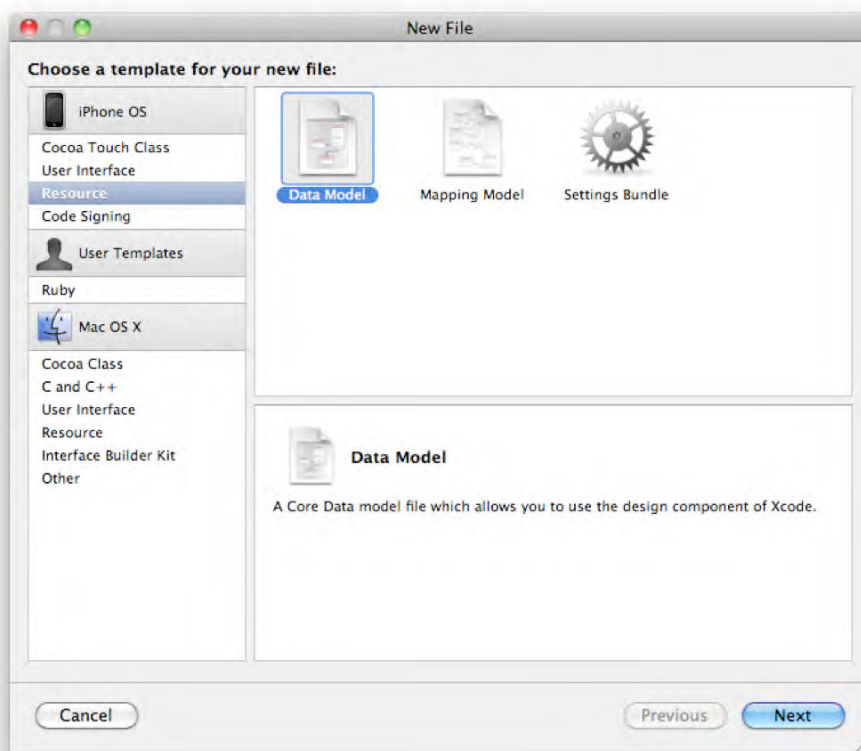 New File
Choose a template for your new file:
iPhone OS
Cocoa Touch Class
User Interface
Resource
Code Signing
User Templates
Ruby
Mac OS X
Cocoa Class
C and C++
User Interface
Resource
Interface Builder Kit
Other
Data Model
Mapping Model
Settings Bundle
Data Model
A Core Data model file which allows you to use the design component of Xcode.
Cancel
Previous
Next